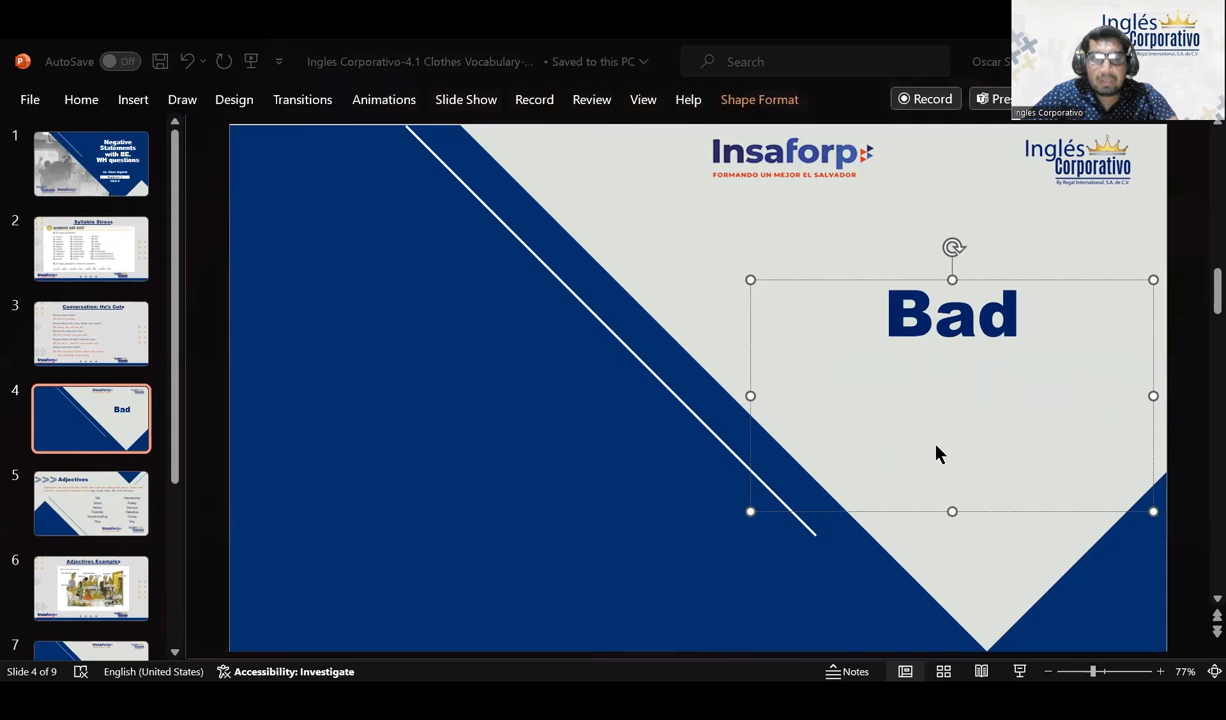 AutoSave
Off
Ingles Corporativo-4.1 Clothes Vocabulary-... • Saved to this PC
Search
Oscar S
File
Home
Insert
Draw
Design
Transitions
Animations
Slide Show
Record
Review
View
Help
Shape Format
Record
Pres
Inglés
Corporativo
Ingles Corporativo
1
Negative
Statements
with BE.
WH questions
2
Syllable Stress
3
Conversation: He's Cute
4
Bad
5
Adjectives
6
Adjectives Examples
7
Insaforp
FORMANDO UN MEJOR EL SALVADOR
Inglés
Corporativo
By Regal International, S.A. de C.V.
Bad
Slide 4 of 9
English (United States)
Accessibility: Investigate
Notes
77%